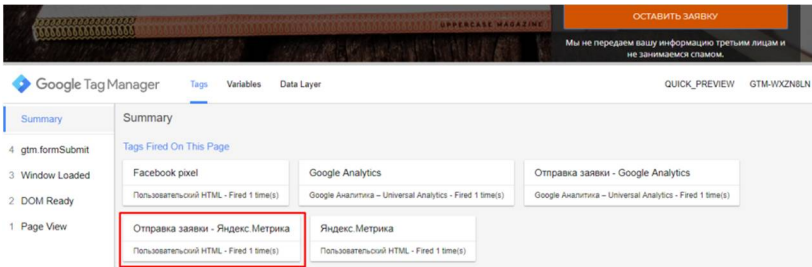 UPPERCASE MAGAZINE
ОСТАВИТЬ ЗАЯВКУ
Мы не передаем вашу информацию третьим лицам и
не занимаемся спамом.
Google Tag Manager Tags Variables Data Layer QUICK_PREVIEW GTM-WXZN8LN
Summary
4 gtm.formSubmit
3 Window Loaded
2 DOM Ready
1 Page View
Summary
Tags Fired On This Page
Facebook pixel
Пользовательский HTML - Fired 1 time(s)
Google Analytics
Google Аналитика – Universal Analytics - Fired 1 time(s)
Отправка заявки - Google Analytics
Google Аналитика – Universal Analytics - Fired 1 time(s)
Отправка заявки - Яндекс.Метрика
Пользовательский HTML - Fired 1 time(s)
Яндекс.Метрика
Пользовательский HTML - Fired 1 time(s)